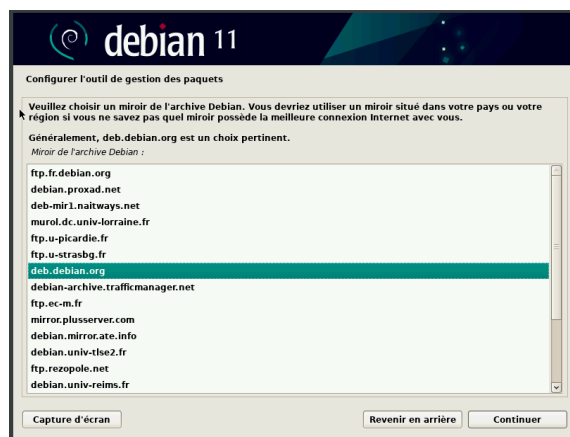 debian 11
Configurer l'outil de gestion des paquets
Veuillez choisir un miroir de l'archive Debian. Vous devriez utiliser un miroir situé dans votre pays ou votre
région si vous ne savez pas quel miroir possède la meilleure connexion Internet avec vous.
Généralement, deb.debian.org est un choix pertinent.
Miroir de l'archive Debian :
ftp.fr.debian.org
debian.proxad.net
deb-mir1.naitways.net
murol.dc.univ-lorraine.fr
ftp.u-picardie.fr
ftp.u-strasbg.fr
deb.debian.org
debian-archive.trafficmanager.net
ftp.ec-m.fr
mirror.plusserver.com
debian.mirror.ate.info
debian.univ-tlse2.fr
ftp.rezopole.net
debian.univ-reims.fr
Capture d'écran
Revenir en arrière
Continuer